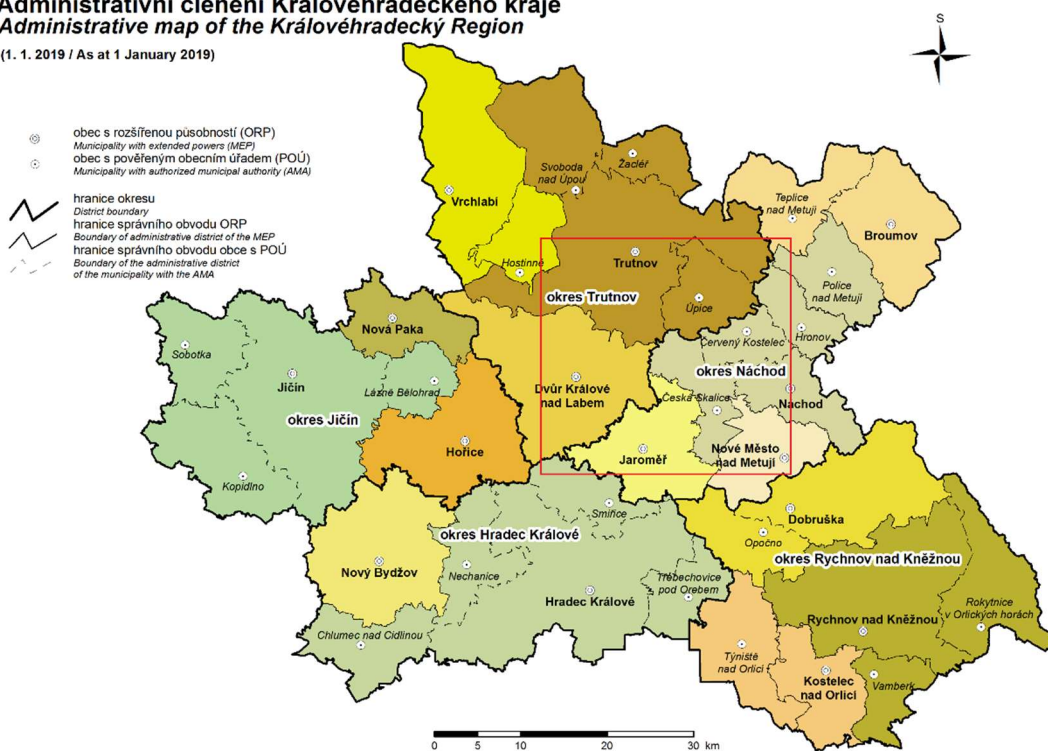 Administrativní členění Královéhradeckého kraje
Administrative map of the Královéhradecký Region
(1. 1. 2019 / As at 1 January 2019)
S
obec s rozšířenou působností (ORP)
Municipality with extended powers (MEP)
obec s pověřeným obecním úřadem (POÚ)
Municipality with authorized municipal authority (AMA)
hranice okresu
District boundary
hranice správního obvodu ORP
Boundary of administrative district of the MEP
hranice správního obvodu obce s POÚ
Boundary of the administrative district
of the municipality with the AMA
Žacléř
Svoboda
nad Úpou
Vrchlabí
Teplice
nad Metují
Broumov
Trutnov
Hostinné
okres Trutnov
Police
nad Metují
Úpice
Nová Paka
Hronov
Červený Kostelec
Sobotka
okres Náchod
Jičín
Lázně Bělohrad
Dvůr Králové
nad Labem
Česká Skalice
Náchod
okres Jičín
Hořice
Jaroměř
Nové Město
nad Metují
Kopidlno
Smiřice
Dobruška
okres Hradec Králové
Opočno
okres Rychnov nad Kněžnou
Nový Bydžov
Nechanice
Třebechovice
pod Orebem
Hradec Králové
Rokytnice
v Orlických horách
Rychnov nad Kněžnou
Chlumec nad Cidlinou
Týniště
nad Orlicí
Kostelec
nad Orlicí
Vamberk
0 5 10 20 30 km